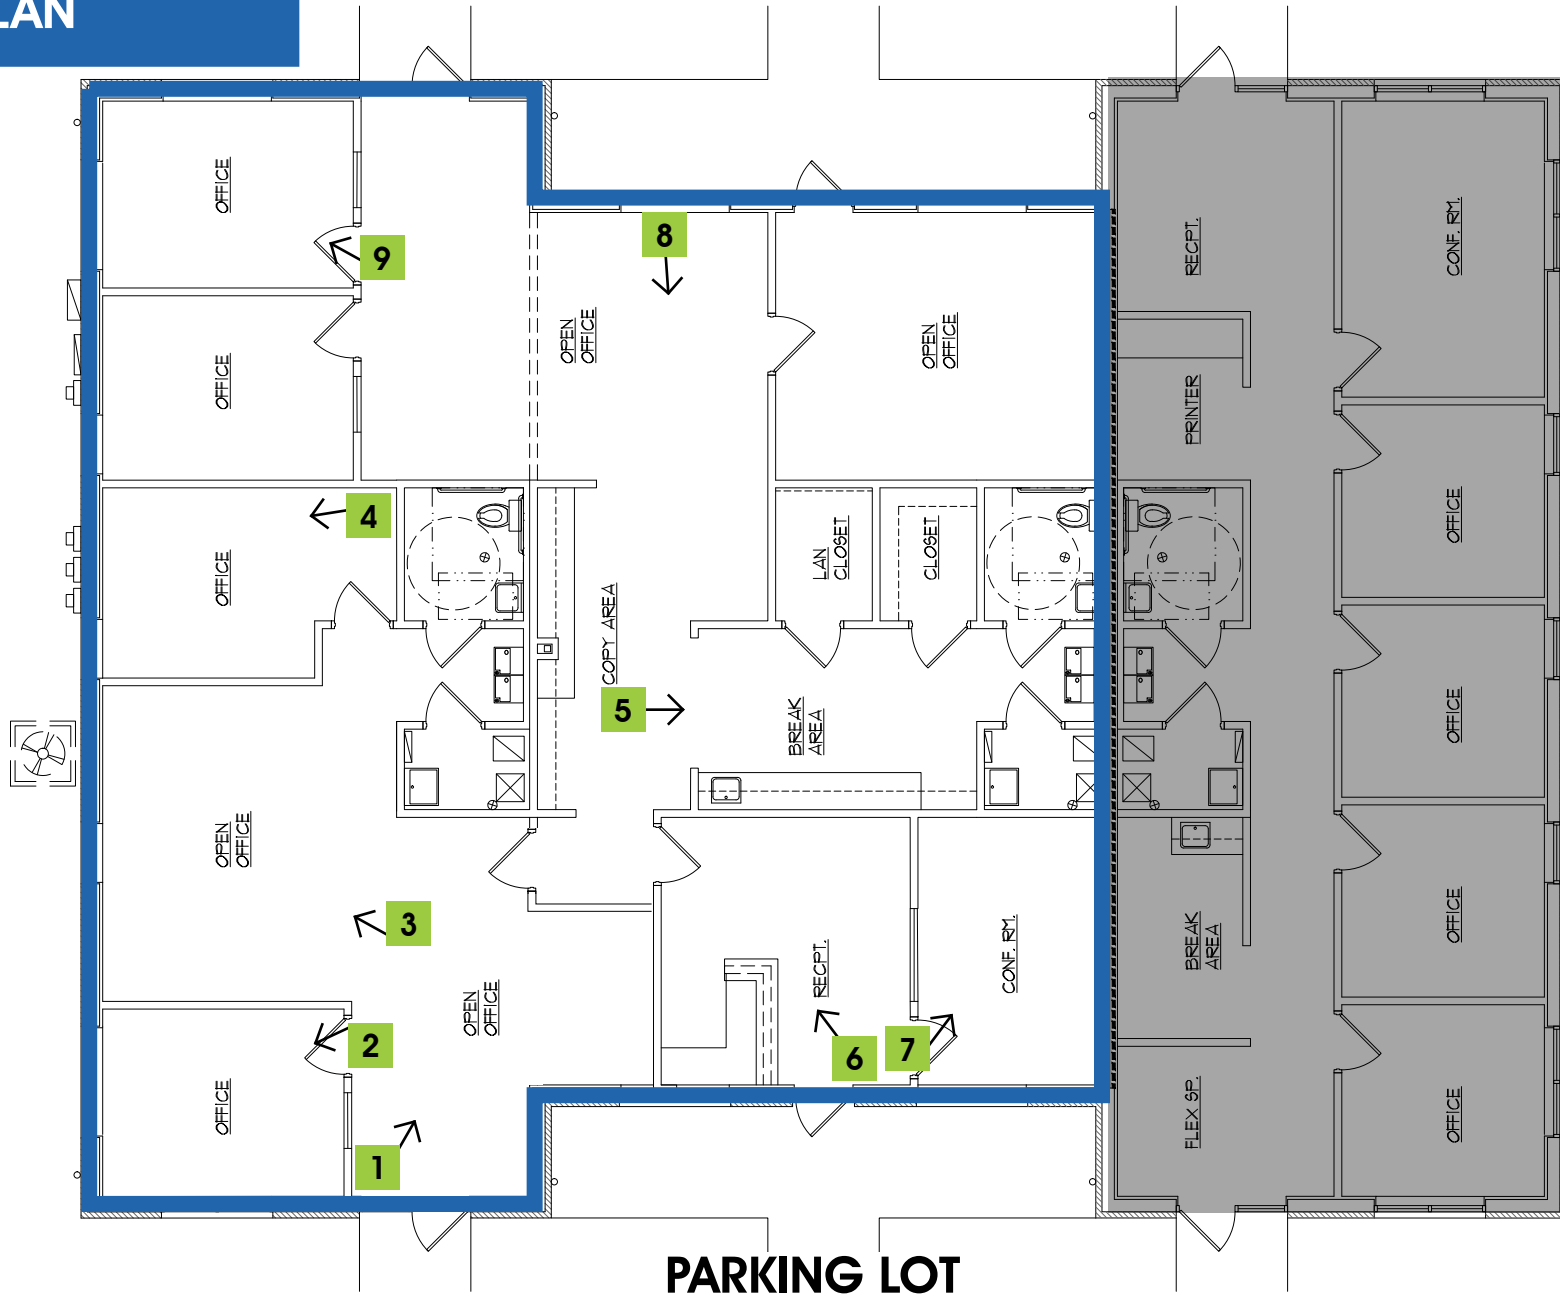 LAN
OFFICE
9
8
RECPT.
CONF. RM.
OPEN
OFFICE
OPEN
OFFICE
OFFICE
PRINTER
4
OFFICE
LAN
CLOSET
CLOSET
OFFICE
COPY AREA
5
BREAK
AREA
OFFICE
OPEN
OFFICE
3
RECPT.
CONF. RM.
BREAK
AREA
OFFICE
OPEN
OFFICE
2
6
7
OFFICE
1
FLEX SP.
OFFICE
PARKING LOT